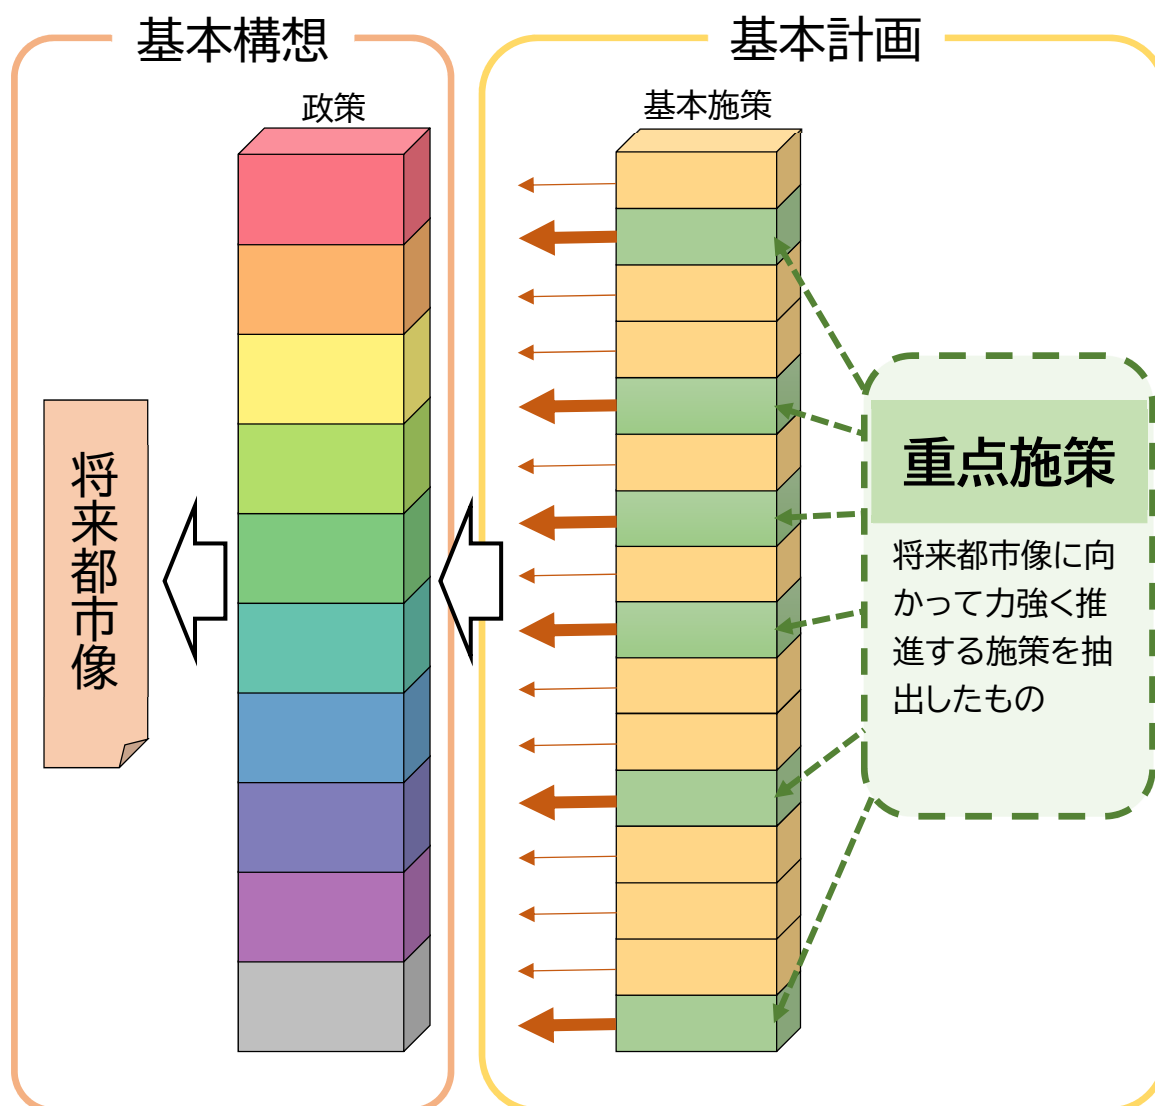 基本構想
基本計画
政策
基本施策
将来都市像
重点施策
将来都市像に向
かって力強く推
進する施策を抽
出したもの